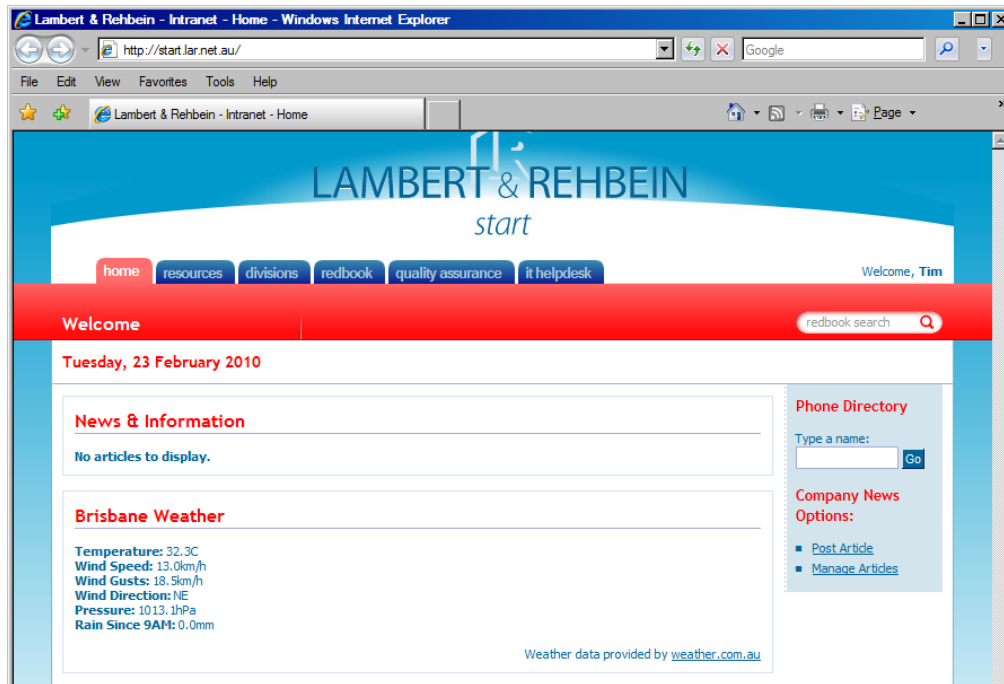 Lambert & Rehbein - Intranet - Home - Windows Internet Explorer
http://start.lar.net.au/
Google
File Edit View Favorites Tools Help
Lambert & Rehbein - Intranet - Home
Page
LAMBERT & REHBEIN
start
home resources divisions redbook quality assurance it helpdesk
Welcome, Tim
Welcome
redbook search
Tuesday, 23 February 2010
News & Information
No articles to display.
Brisbane Weather
Temperature: 32.3C
Wind Speed: 13.0km/h
Wind Gusts: 18.5km/h
Wind Direction: NE
Pressure: 1013.1hPa
Rain Since 9AM: 0.0mm
Weather data provided by weather.com.au
Phone Directory
Type a name:
Go
Company News
Options:
Post Article
Manage Articles